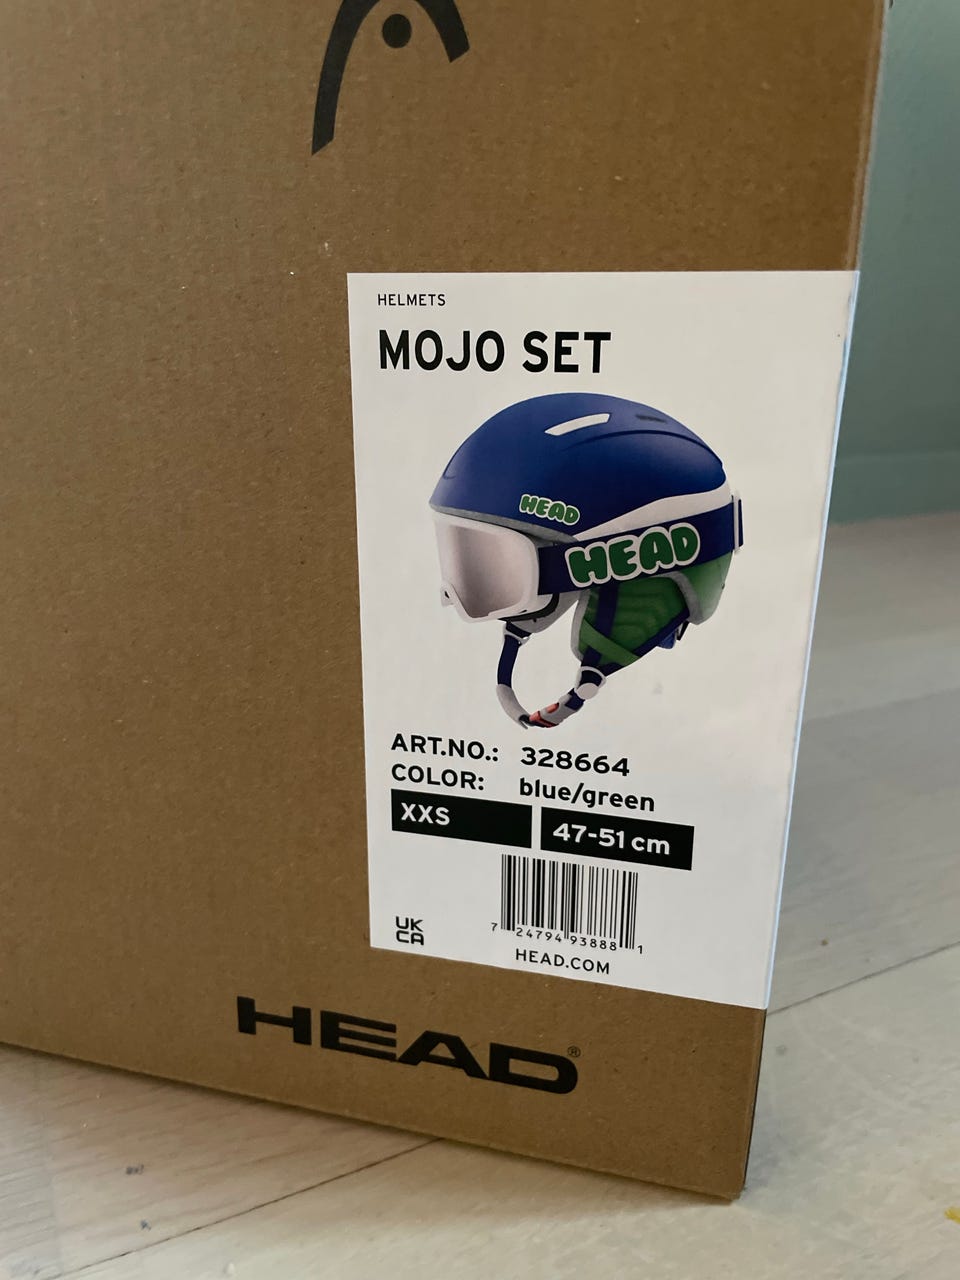 HELMETS
MOJO SET
HEAD
HEAD
ART.NO.: 328664
COLOR: blue/green
XXS 47-51 cm
7 24794 93888 1
UK
CA
HEAD.COM
HEAD®